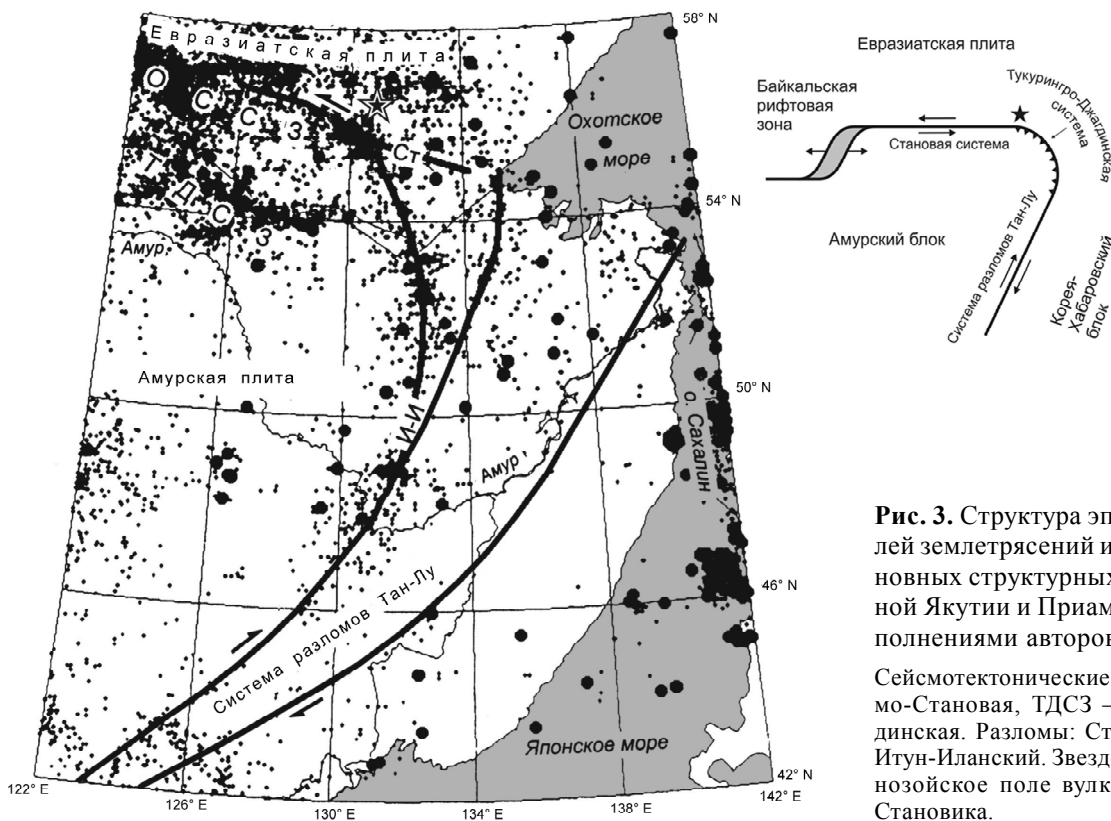 58° N
Евразиатская плита
О С С З
Ст
Охотское
море
54° N
Т Д С З
Амур
Амурская плита
50° N
И-И
Амур
о. Сахалин
46° N
Система разломов Тан-Лу
Японское море
42° N
122° E
126° E
130° E
134° E
138° E
142° E
Евразиатская плита
Байкальская
рифтовая
зона
Тукурингро-Джагдинская
система
Становая система
Амурский блок
Система разломов Тан-Лу
Корея-
Хабаровский
блок
Рис. 3. Структура эп
лей землетрясений и
новных структурных
ной Якутии и Приам
полнениями авторов
Сейсмотектонические
мо-Становая, ТДСЗ –
динская. Разломы: Ст
Итун-Иланский. Звезд
нозойское поле вулк
Становика.